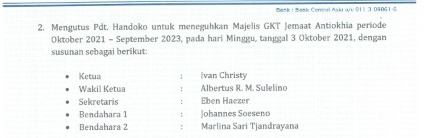 Bank : Bank Central Asia a/c 011 3 09061 6
2. Mengutus Pdt. Handoko untuk meneguhkan Majelis GKT Jemaat Antiokhia periode
Oktober 2021 – September 2023, pada hari Minggu, tanggal 3 Oktober 2021, dengan
susunan sebagai berikut:
• Ketua : Ivan Christy
• Wakil Ketua : Albertus R. M. Sulelino
• Sekretaris : Eben Haezer
• Bendahara 1 : Johannes Soeseno
• Bendahara 2 : Marlina Sari Tjandrayana